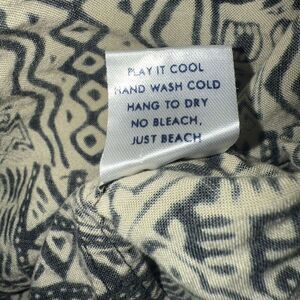 PLAY IT COOL
HAND WASH COLD
HANG TO DRY
NO BLEACH,
JUST BEACH